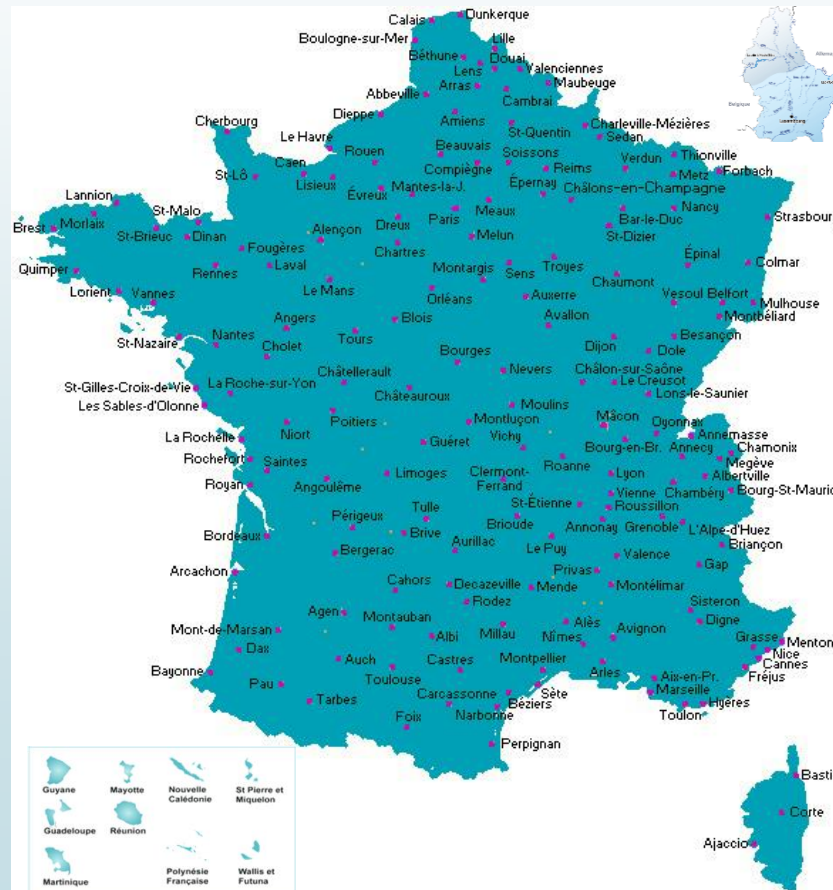 Calais
Dunkerque
Boulogne-sur-Mer
Lille
Béthune
Douai
Lens
Valenciennes
Maubeuge
Arras
Abbeville
Cambrai
Dieppe
Amiens
St-Quentin
Charleville-Mézières
Sedan
Cherbourg
Le Havre
Rouen
Beauvais
Soissons
Verdun
Thionville
Caen
Compiègne
Reims
Metz
Forbach
St-Lô
Lisieux
Évreux
Mantes-la-J.
Épernay
Châlons-en-Champagne
Lannion
St-Malo
Meaux
Nancy
Morlaix
Paris
Bar-le-Duc
Strasbourg
Brest
St-Brieuc
Dinan
Alençon
Dreux
Melun
St-Dizier
Fougères
Chartres
Épinal
Quimper
Rennes
Laval
Montargis
Sens
Troyes
Chaumont
Colmar
Le Mans
Lorient
Vannes
Orléans
Auxerre
Vesoul
Belfort
Mulhouse
Angers
Blois
Avallon
Montbéliard
St-Nazaire
Nantes
Tours
Besançon
Cholet
Bourges
Dijon
Dole
Châtellerault
Nevers
Châlon-sur-Saône
St-Gilles-Croix-de-Vie
La Roche-sur-Yon
Châteauroux
Le Creusot
Lons-le-Saunier
Les Sables-d'Olonne
Moulins
Poitiers
Montluçon
Mâcon
Oyonnax
Niort
Annemasse
La Rochelle
Guéret
Vichy
Bourg-en-Br.
Annecy
Chamonix
Rochefort
Saintes
Roanne
Megève
Limoges
Clermont-
Ferrand
Lyon
Albertville
Royan
Angoulême
Vienne
Chambéry
Bourg-St-Mauric
Tulle
St-Étienne
Roussillon
Périgeux
Brioude
Annonay
Grenoble
L'Alpe-d'Huez
Bordeaux
Brive
Aurillac
Le Puy
Briançon
Bergerac
Valence
Gap
Arcachon
Privas
Cahors
Decazeville
Mende
Montélimar
Rodez
Sisteron
Agen
Montauban
Alès
Digne
Mont-de-Marsan
Albi
Millau
Nîmes
Avignon
Grasse
Menton
Dax
Nice
Auch
Castres
Montpellier
Cannes
Bayonne
Toulouse
Arles
Aix-en-Pr.
Fréjus
Pau
Sète
Marseille
Tarbes
Carcassonne
Béziers
Hyères
Foix
Narbonne
Toulon
Perpignan
Basti
Corte
Ajaccio
Guyane
Mayotte
Nouvelle
Calédonie
St Pierre et
Miquelon
Guadeloupe
Réunion
Martinique
Polynésie
Française
Wallis et
Futuna
Belgique